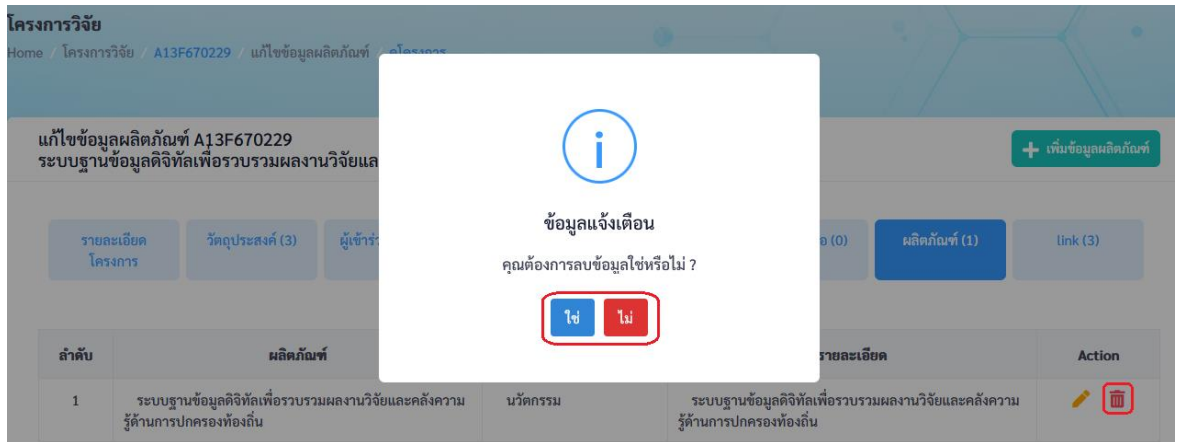 โครงการวิจัย
Home / โครงการวิจัย / A13F670229 / แก้ไขข้อมูลผลิตภัณฑ์ /
แก้ไขข้อมูลผลิตภัณฑ์ A13F670229
ระบบฐานข้อมูลดิจิทัลเพื่อรวบรวมผลงานวิจัยแล
เพิ่มข้อมูลผลิตภัณฑ์
i
ข้อมูลแจ้งเตือน
คุณต้องการลบข้อมูลใช่หรือไม่ ?
ใช่ ไม่
รายละเอียด
โครงการ
วัตถุประสงค์ (3)
ผู้เข้าร่ว
(0)
ผลิตภัณฑ์ (1)
link (3)
ลำดับ ผลิตภัณฑ์ รายละเอียด Action
1 ระบบฐานข้อมูลดิจิทัลเพื่อรวบรวมผลงานวิจัยและคลังความ นวัตกรรม ระบบฐานข้อมูลดิจิทัลเพื่อรวบรวมผลงานวิจัยและคลังความ
รู้ด้านการปกครองท้องถิ่น รู้ด้านการปกครองท้องถิ่น